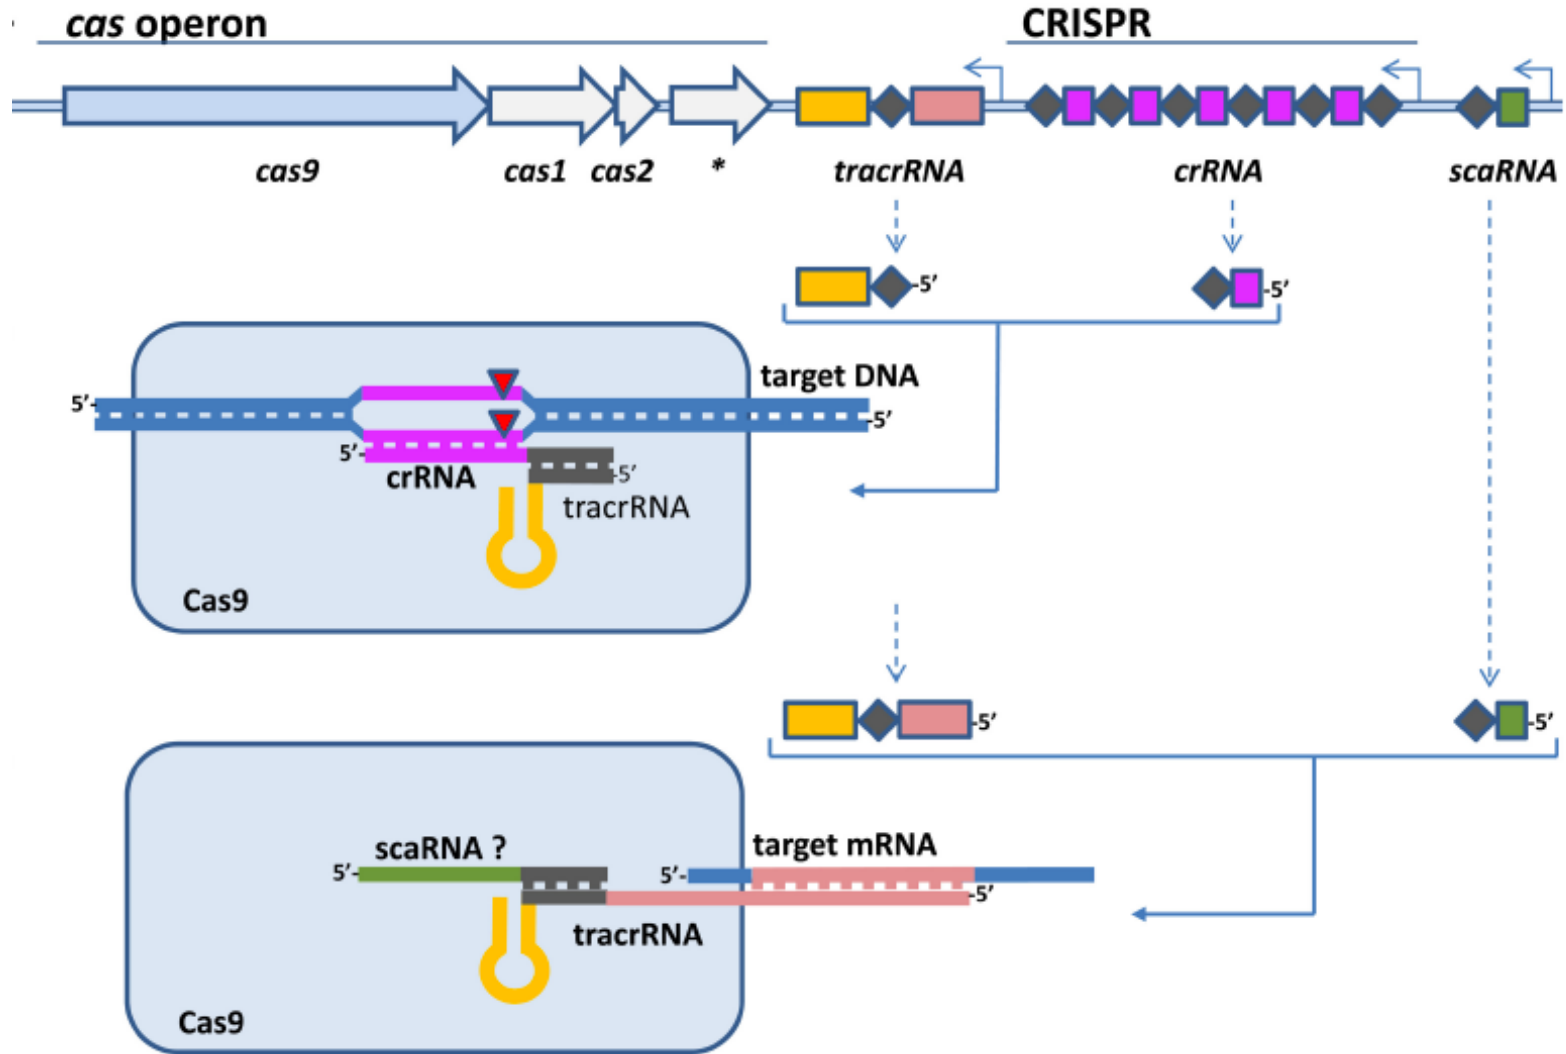 cas operon
CRISPR
cas9
cas1
cas2
*
tracrRNA
crRNA
scaRNA
-5’
-5’
target DNA
5’-
-5’
5’-
crRNA
-5’
tracrRNA
Cas9
-5’
-5’
scaRNA ?
target mRNA
5’-
5’-
-5’
tracrRNA
Cas9